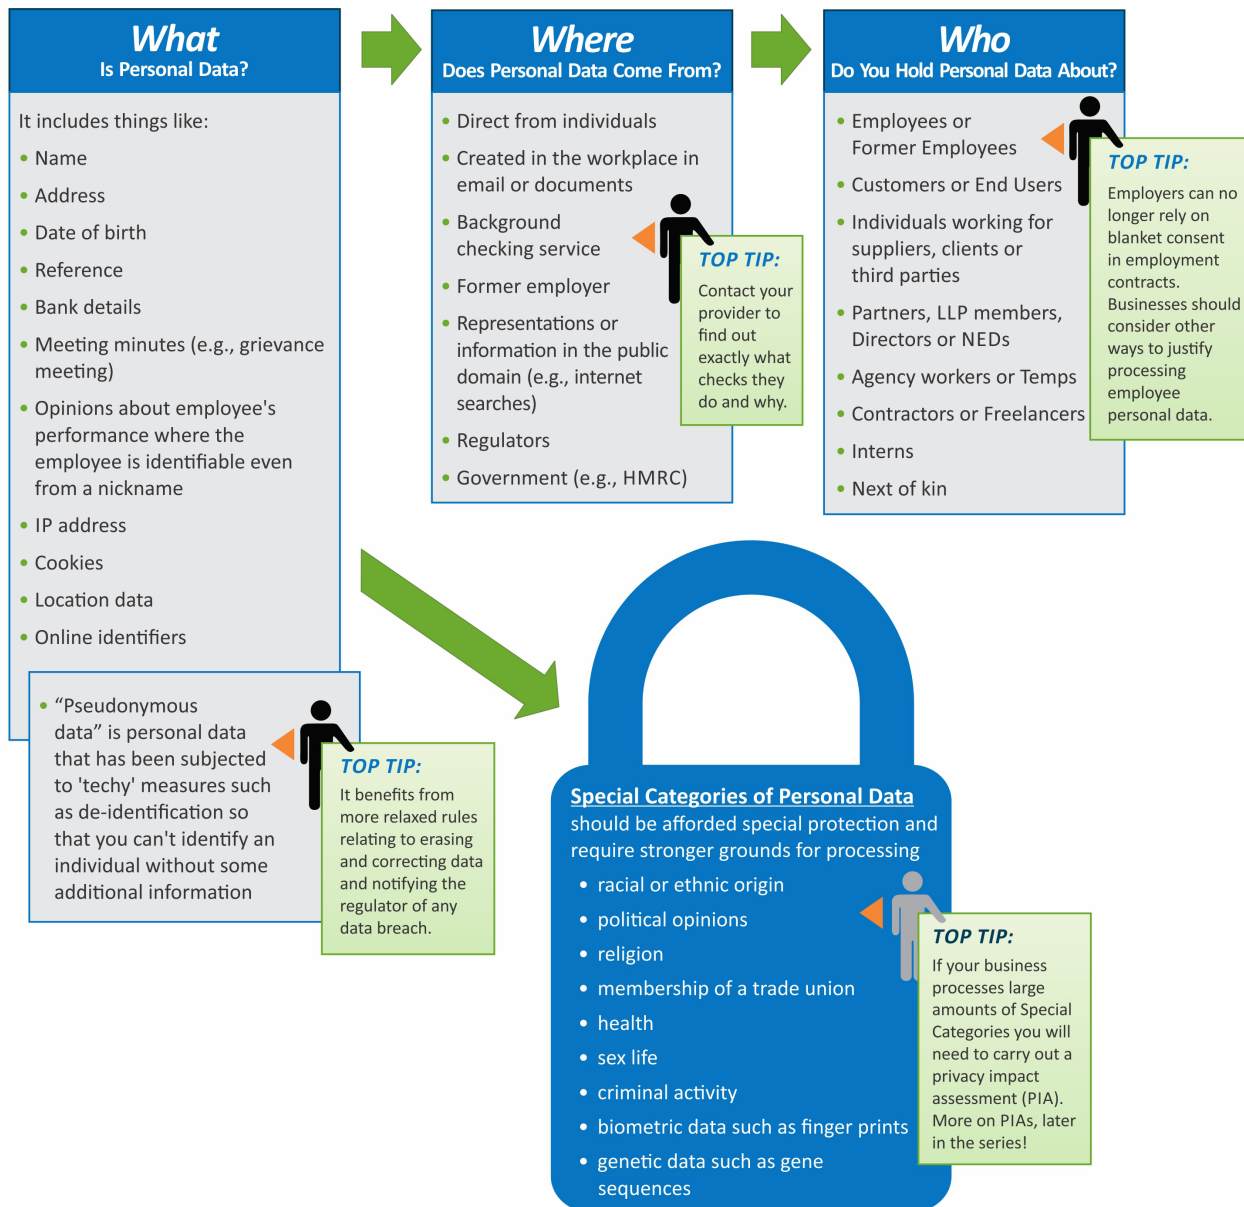 What
Is Personal Data?
It includes things like:
• Name
• Address
• Date of birth
• Reference
• Bank details
• Meeting minutes (e.g., grievance
meeting)
• Opinions about employee's
performance where the
employee is identifiable even
from a nickname
• IP address
• Cookies
• Location data
• Online identifiers
• “Pseudonymous
data” is personal data
that has been subjected
to 'techy' measures such
as de-identification so
that you can't identify an
individual without some
additional information
TOP TIP:
It benefits from
more relaxed rules
relating to erasing
and correcting data
and notifying the
regulator of any
data breach.
Where
Does Personal Data Come From?
• Direct from individuals
• Created in the workplace in
email or documents
• Background
checking service
• Former employer
• Representations or
information in the public
domain (e.g., internet
searches)
• Regulators
• Government (e.g., HMRC)
TOP TIP:
Contact your
provider to
find out
exactly what
checks they
do and why.
Who
Do You Hold Personal Data About?
• Employees or
Former Employees
• Customers or End Users
• Individuals working for
suppliers, clients or
third parties
• Partners, LLP members,
Directors or NEDs
• Agency workers or Temps
• Contractors or Freelancers
• Interns
• Next of kin
TOP TIP:
Employers can no
longer rely on
blanket consent
in employment
contracts.
Businesses should
consider other
ways to justify
processing
employee
personal data.
Special Categories of Personal Data
should be afforded special protection and
require stronger grounds for processing
• racial or ethnic origin
• political opinions
• religion
• membership of a trade union
• health
• sex life
• criminal activity
• biometric data such as finger prints
• genetic data such as gene
sequences
TOP TIP:
If your business
processes large
amounts of Special
Categories you will
need to carry out a
privacy impact
assessment (PIA).
More on PIAs, later
in the series!